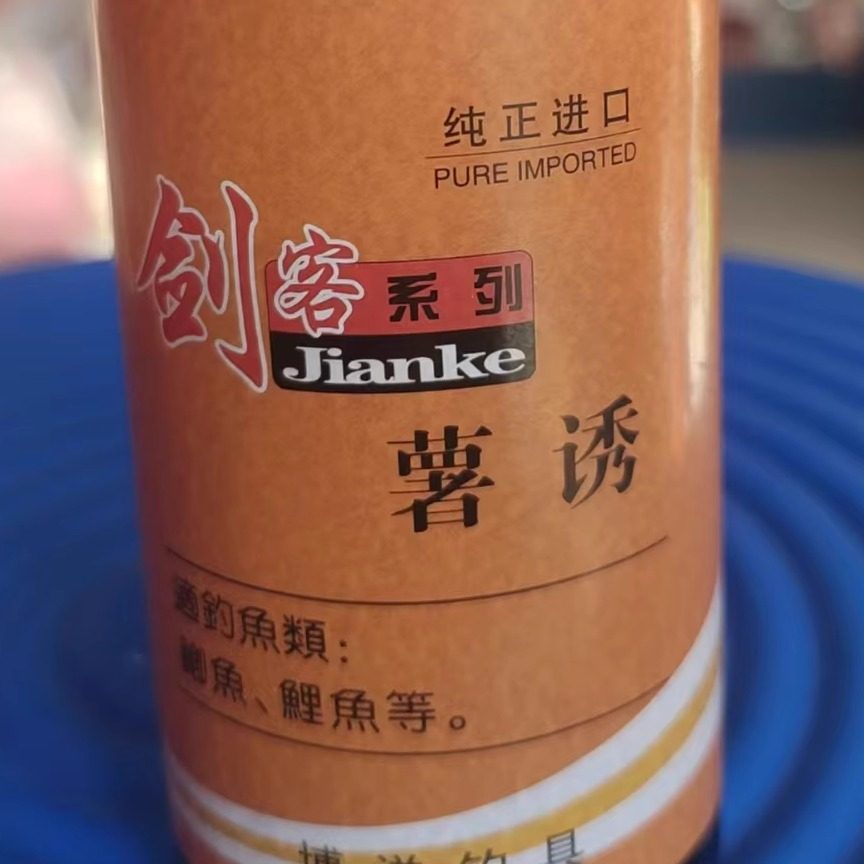 纯正进口
PURE IMPORTED
剑客系列
Jianke
薯诱
適釣魚類:
鯽魚、鯉魚等。